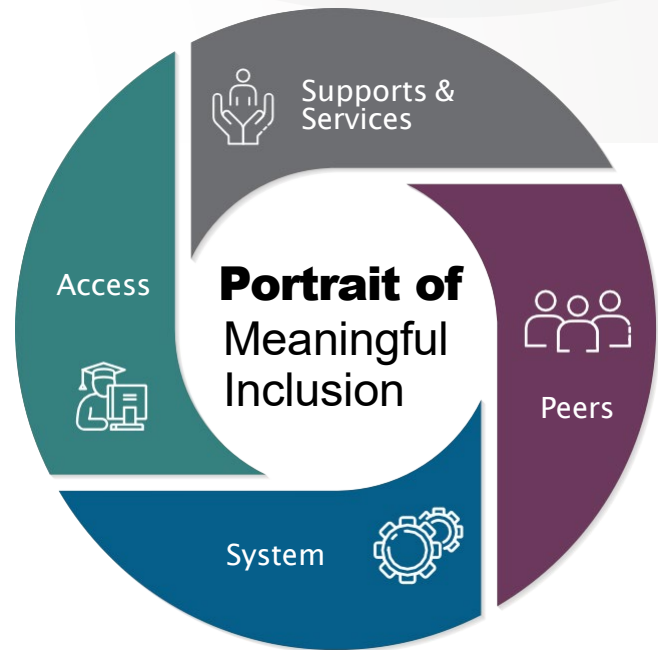 Supports &
Services
Access
Portrait of
Meaningful
Inclusion
Peers
System